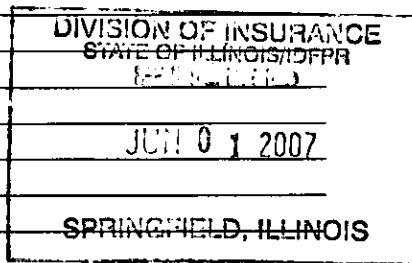 DIVISION OF INSURANCE
STATE OF ILLINOIS/IDFPR
JUN 0 1 2007
SPRINGFIELD, ILLINOIS